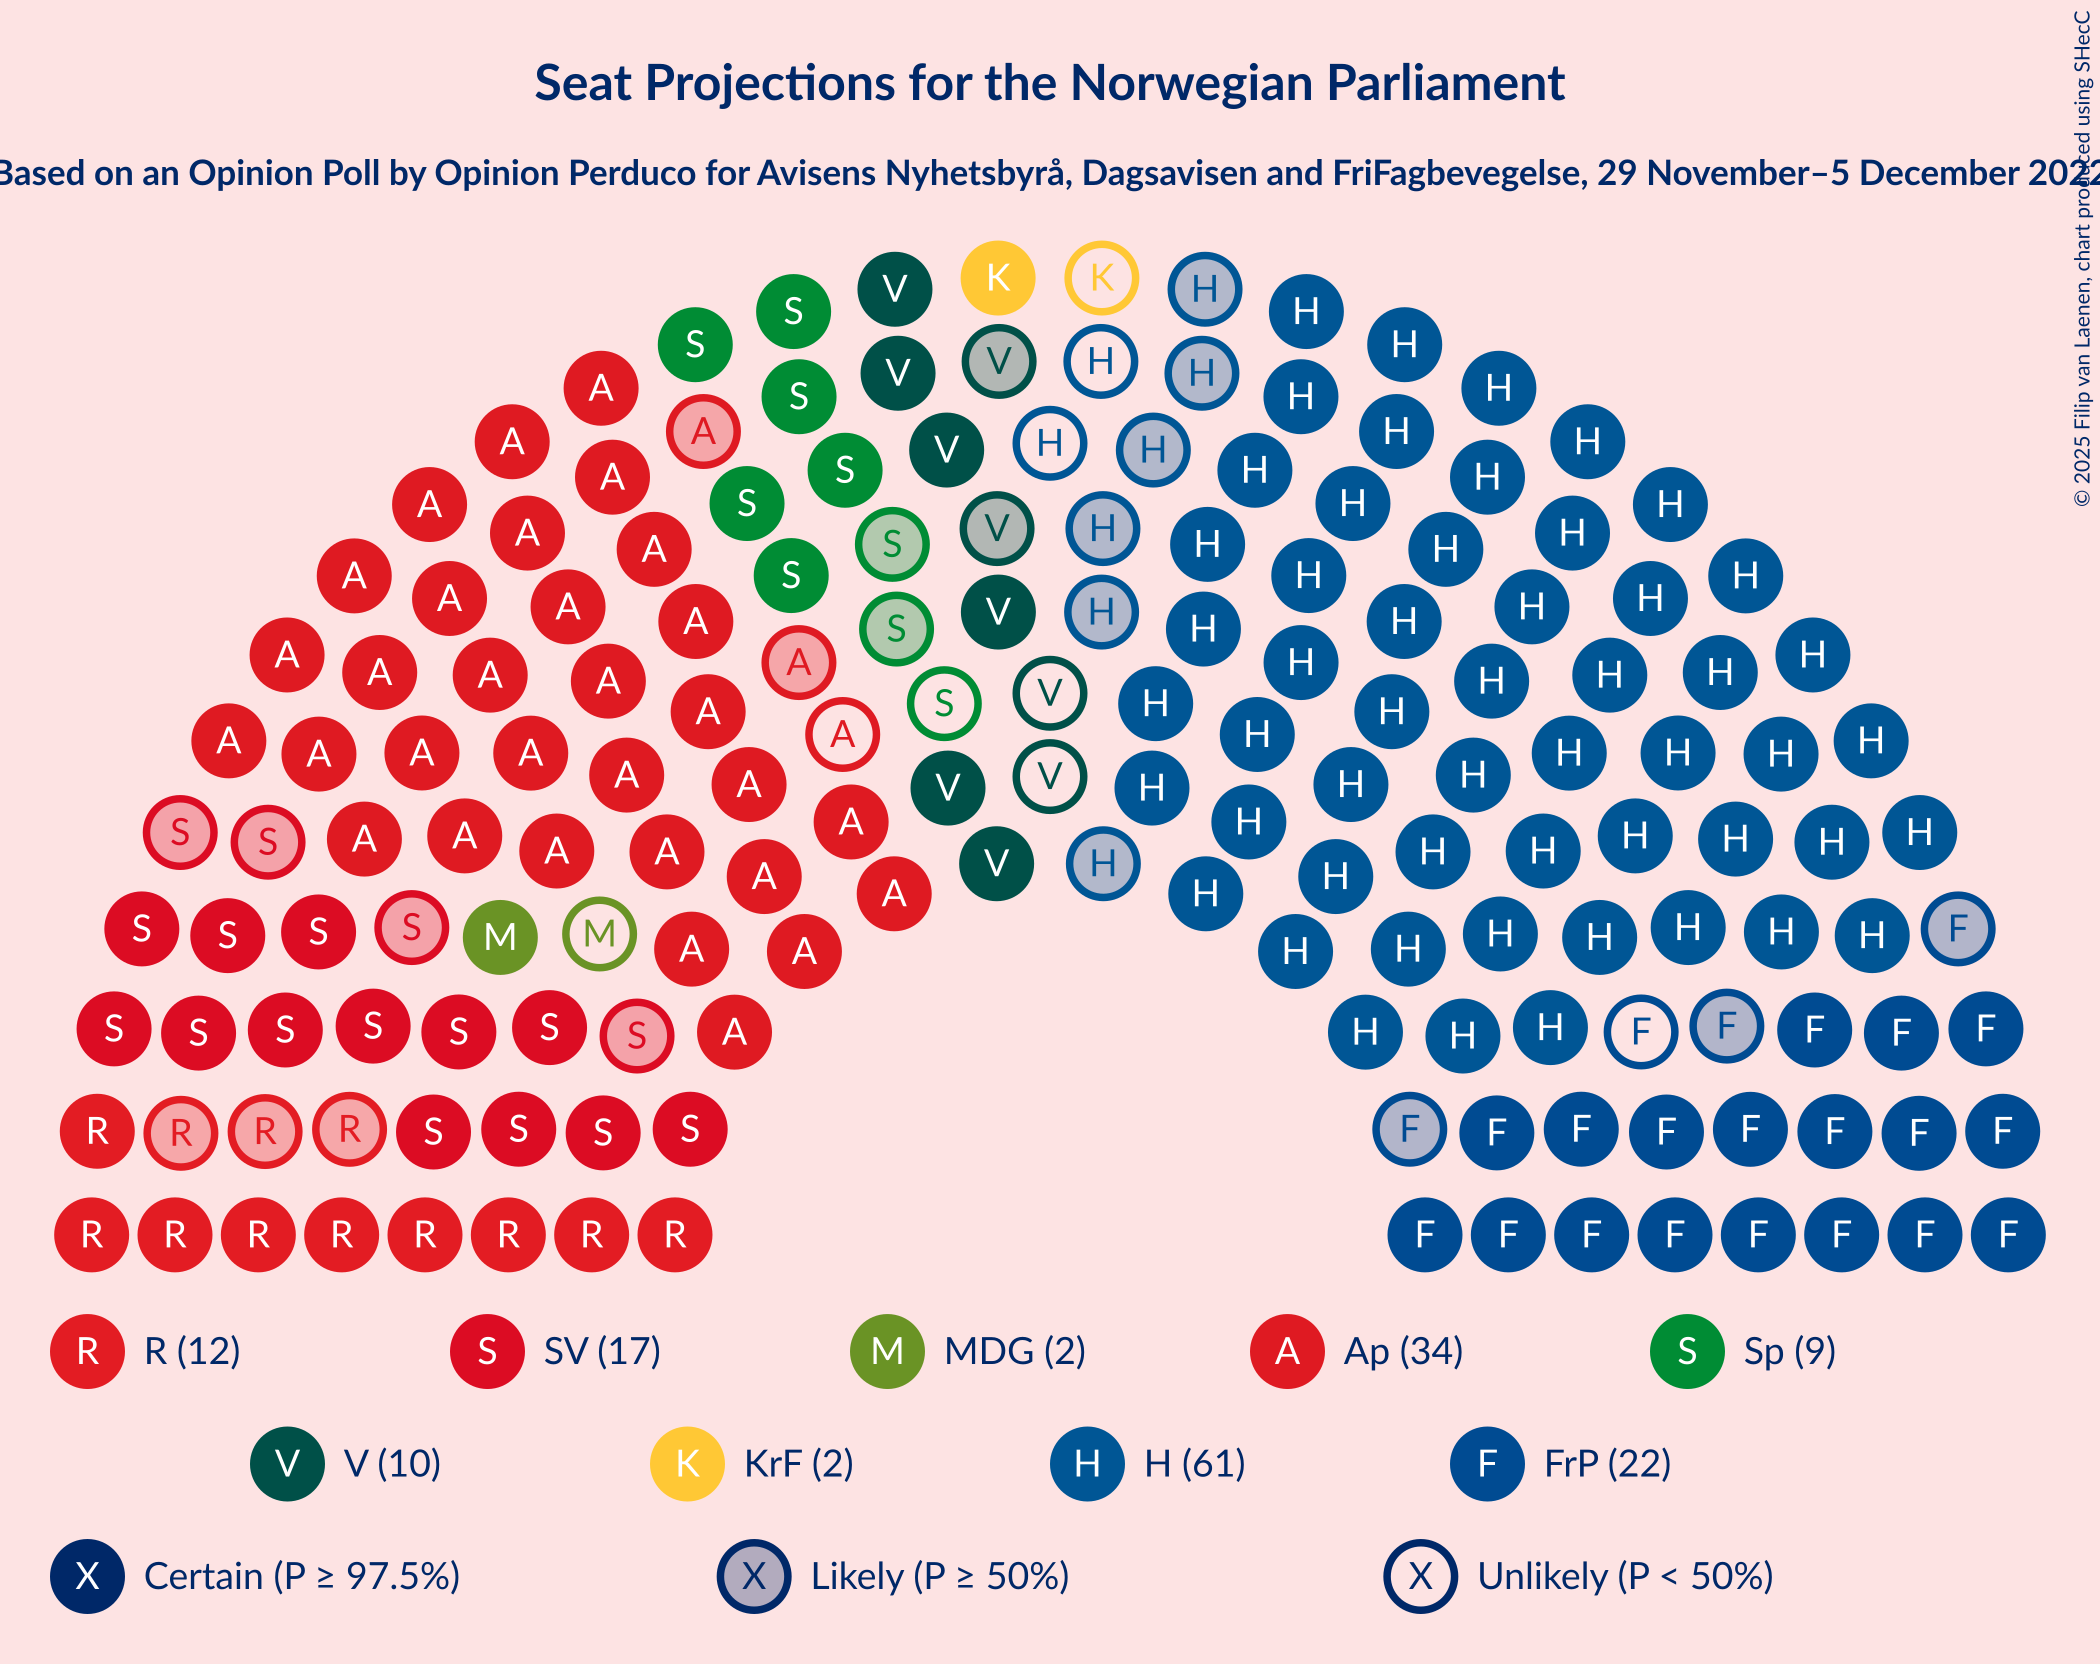 Seat Projections for the Norwegian Parliament
Based on an Opinion Poll by Opinion Perduco for Avisens Nyhetsbyrå, Dagsavisen and FriFagbevegelse, 29 November–5 December 2022
© 2025 Filip van Laenen, chart produced using SHecC
V K K H
S S H H
A V V H H A
S H H H
A A S V H H H H
A A S H H H
A A S V H H H H
A A S S H H H H
A A A S V H H H H H
A A A A S V H H H H H H
A A A A A S V H H H H H H H
A A A A A A A V V H H H H H H H H
S S A A A A A A V H H H H H H H H H
S S S S M M A A A H H H H H H H H F
S S S S S S S A H H H F F F F F
R R R R S S S S F F F F F F F F
R R R R R R R R F F F F F F F F
R R (12) S SV (17) M MDG (2) A Ap (34) S Sp (9)
V V (10) K KrF (2) H H (61) F FrP (22)
X Certain (P ≥ 97.5%) X Likely (P ≥ 50%) X Unlikely (P < 50%)